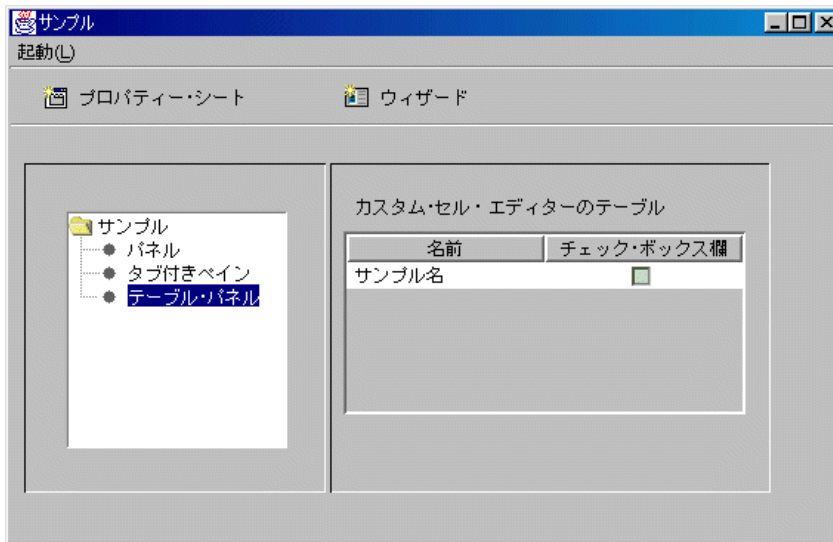 サンプル
起動(L)
プロパティー・シート ウィザード
サンプル
パネル
タブ付きペイン
テーブル・パネル
カスタム・セル・エディターのテーブル
名前 チェック・ボックス欄
サンプル名